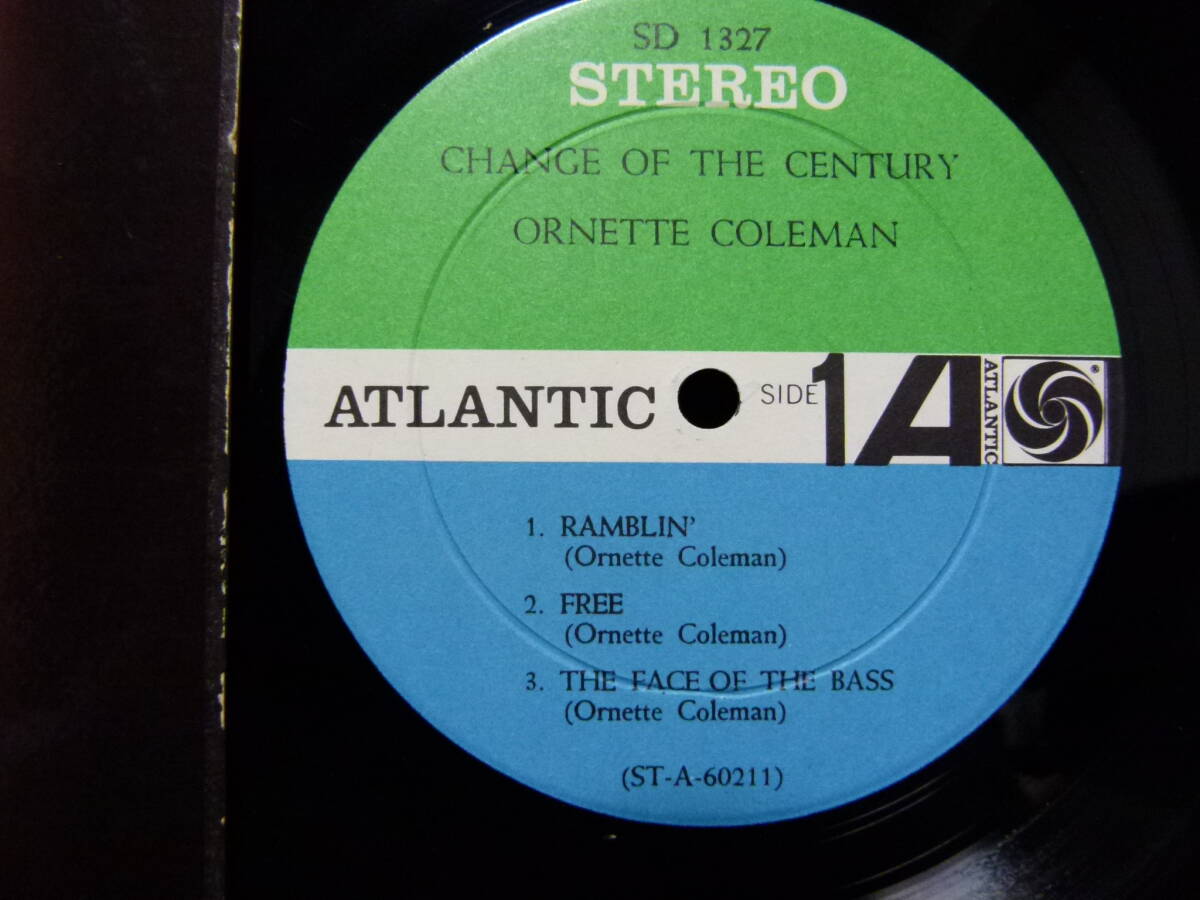 SD 1327
STEREO
CHANGE OF THE CENTURY
ORNETTE COLEMAN
ATLANTIC SIDE 1 A ATLANTIC ®
1. RAMBLIN'
(Ornette Coleman)
2. FREE
(Ornette Coleman)
3. THE FACE OF THE BASS
(Ornette Coleman)
(ST-A-60211)